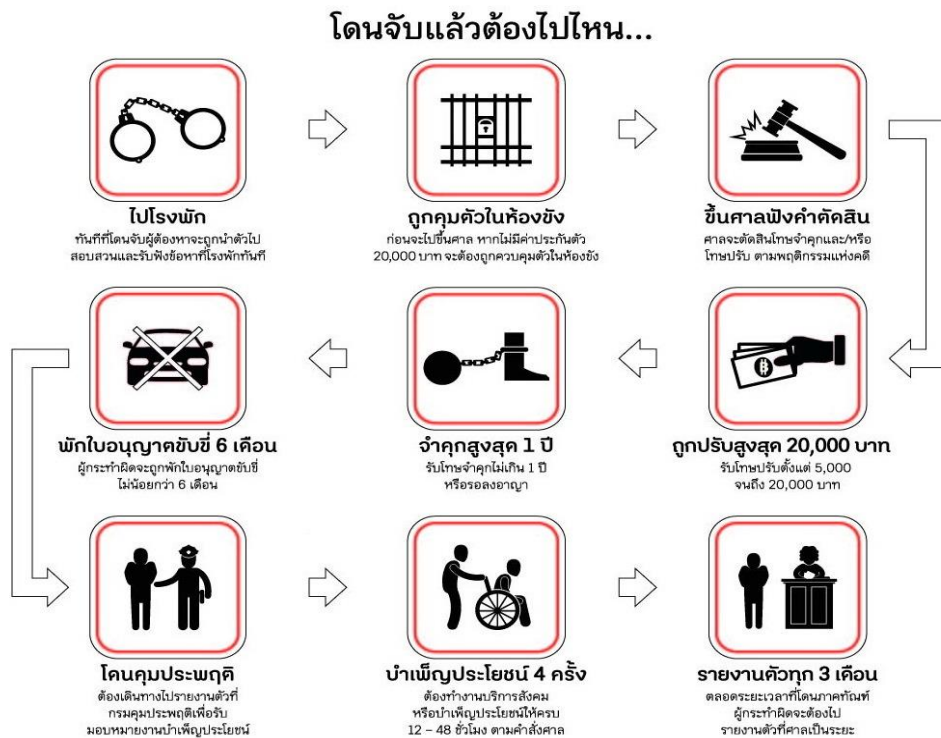 โดนจับแล้วต้องไปไหน...
ไปโรงพัก
ทันทีที่โดนจับผู้ต้องหาจะถูกนำตัวไป
สอบสวนและรับฟังข้อหาที่โรงพักทันที
ถูกคุมตัวในห้องขัง
ก่อนจะไปขึ้นศาล หากไม่มีค่าประกันตัว
20,000 บาท จะต้องถูกควบคุมตัวในห้องขัง
ขึ้นศาลฟังคำตัดสิน
ศาลจะตัดสินโทษจำคุกและ/หรือ
โทษปรับ ตามพฤติกรรมแห่งคดี
ถูกปรับสูงสุด 20,000 บาท
รับโทษปรับตั้งแต่ 5,000
จนถึง 20,000 บาท
จำคุกสูงสุด 1 ปี
รับโทษจำคุกไม่เกิน 1 ปี
หรือรอลงอาญา
พักใบอนุญาตขับขี่ 6 เดือน
ผู้กระทำผิดจะถูกพักใบอนุญาตขับขี่
ไม่น้อยกว่า 6 เดือน
โดนคุมประพฤติ
ต้องเดินทางไปรายงานตัวที่
กรมคุมประพฤติเพื่อรับ
มอบหมายงานบำเพ็ญประโยชน์
บำเพ็ญประโยชน์ 4 ครั้ง
ต้องทำงานบริการสังคม
หรือบำเพ็ญประโยชน์ให้ครบ
12 – 48 ชั่วโมง ตามคำสั่งศาล
รายงานตัวทุก 3 เดือน
ตลอดระยะเวลาที่โดนภาคทัณฑ์
ผู้กระทำผิดจะต้องไป
รายงานตัวที่ศาลเป็นระยะ